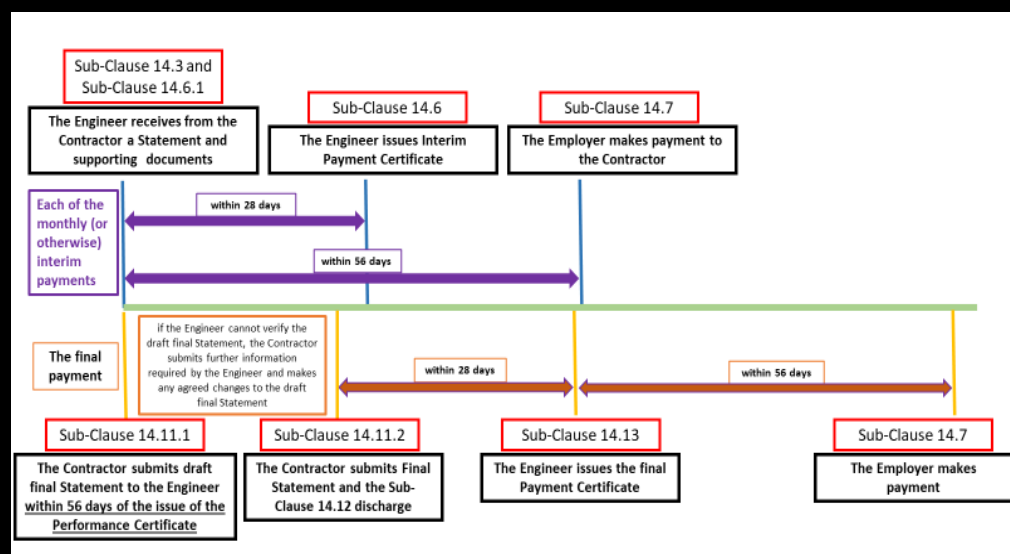 Sub-Clause 14.3 and
Sub-Clause 14.6.1
The Engineer receives from the
Contractor a Statement and
supporting documents
Sub-Clause 14.6
The Engineer issues Interim
Payment Certificate
Sub-Clause 14.7
The Employer makes payment to
the Contractor
Each of the
monthly (or
otherwise)
interim
payments
within 28 days
within 56 days
The final
payment
if the Engineer cannot verify the
draft final Statement, the Contractor
submits further information
required by the Engineer and makes
any agreed changes to the draft
final Statement
within 28 days
within 56 days
Sub-Clause 14.11.1
The Contractor submits draft
final Statement to the Engineer
within 56 days of the issue of the
Performance Certificate
Sub-Clause 14.11.2
The Contractor submits Final
Statement and the Sub-
Clause 14.12 discharge
Sub-Clause 14.13
The Engineer issues the final
Payment Certificate
Sub-Clause 14.7
The Employer makes
payment